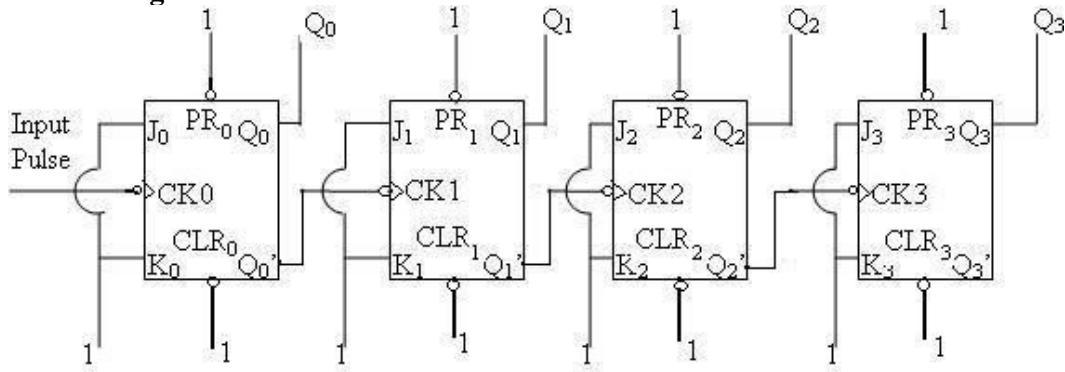 1 Q0 1 Q1 1 Q2 1 Q3
Input
Pulse
J0 PR0 Q0 J1 PR1 Q1 J2 PR2 Q2 J3 PR3 Q3
CK0 CK1 CK2 CK3
CLR0 CLR1 CLR2 CLR3
K0 Q0' K1 Q1' K2 Q2' K3 Q3'
1 1 1 1 1 1 1 1